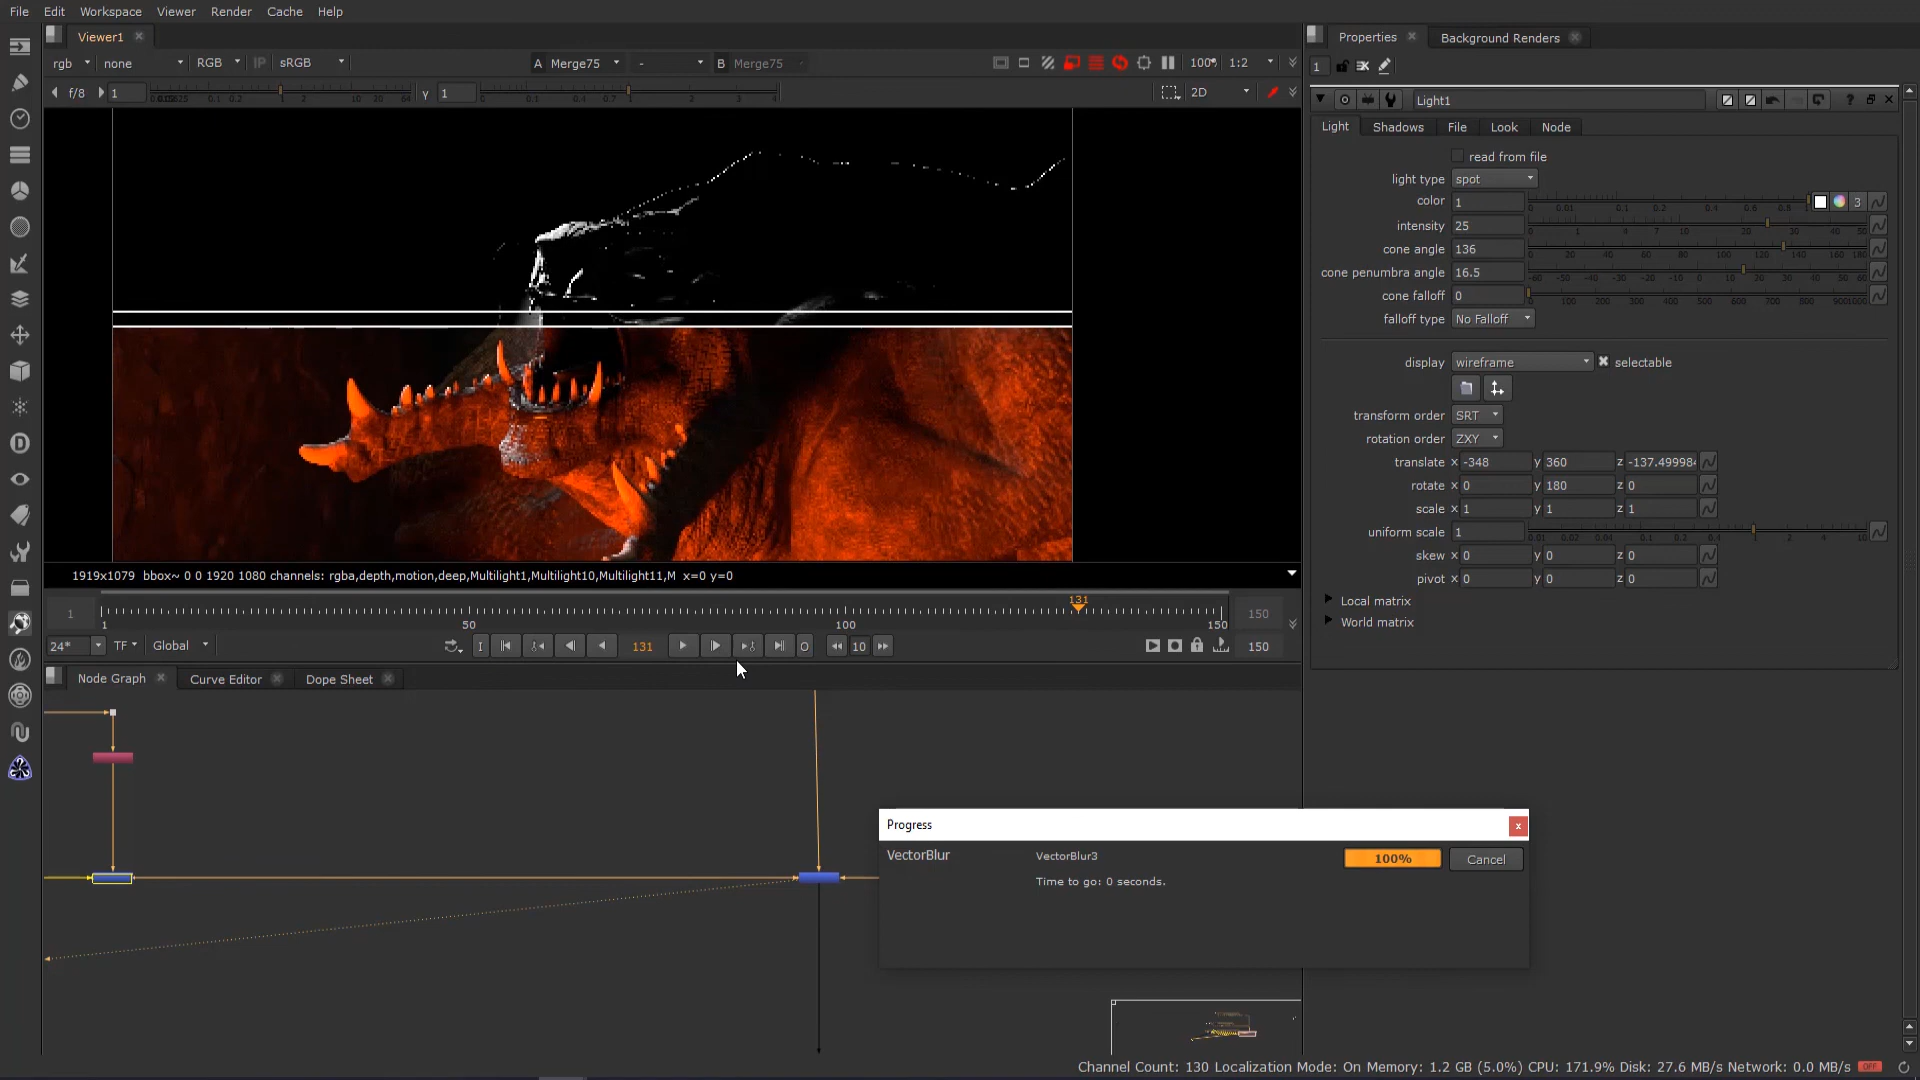 File Edit Workspace Viewer Render Cache Help
Viewer1
rgb none RGB IP sRGB A Merge75 - B Merge75 1:2
f/8 1 γ 1 2D
1919x1079 bbox~ 0 0 1920 1080 channels: rgba,depth,motion,deep,Multilight1,Multilight10,Multilight11,M x=0 y=0
131
1 150
1 50 100 150
24* TF Global 131 10 150
Node Graph Curve Editor Dope Sheet
Progress
VectorBlur VectorBlur3 100% Cancel
Time to go: 0 seconds.
Properties Background Renders
1
Light1
Light Shadows File Look Node
read from file
light type spot
color 1 3
intensity 25
cone angle 136
cone penumbra angle 16.5
cone falloff 0
falloff type No Falloff
display wireframe selectable
transform order SRT
rotation order ZXY
translate x -348 y 360 z -137.49998
rotate x 0 y 180 z 0
scale x 1 y 1 z 1
uniform scale 1
skew x 0 y 0 z 0
pivot x 0 y 0 z 0
Local matrix
World matrix
Channel Count: 130 Localization Mode: On Memory: 1.2 GB (5.0%) CPU: 171.9% Disk: 27.6 MB/s Network: 0.0 MB/s OFF